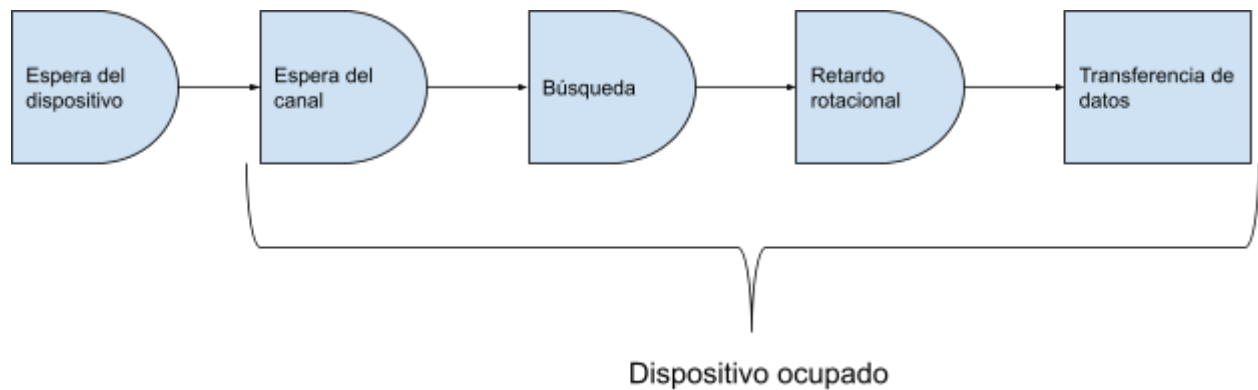 Espera del
dispositivo
Espera del
canal
Búsqueda
Retardo
rotacional
Transferencia de
datos
Dispositivo ocupado